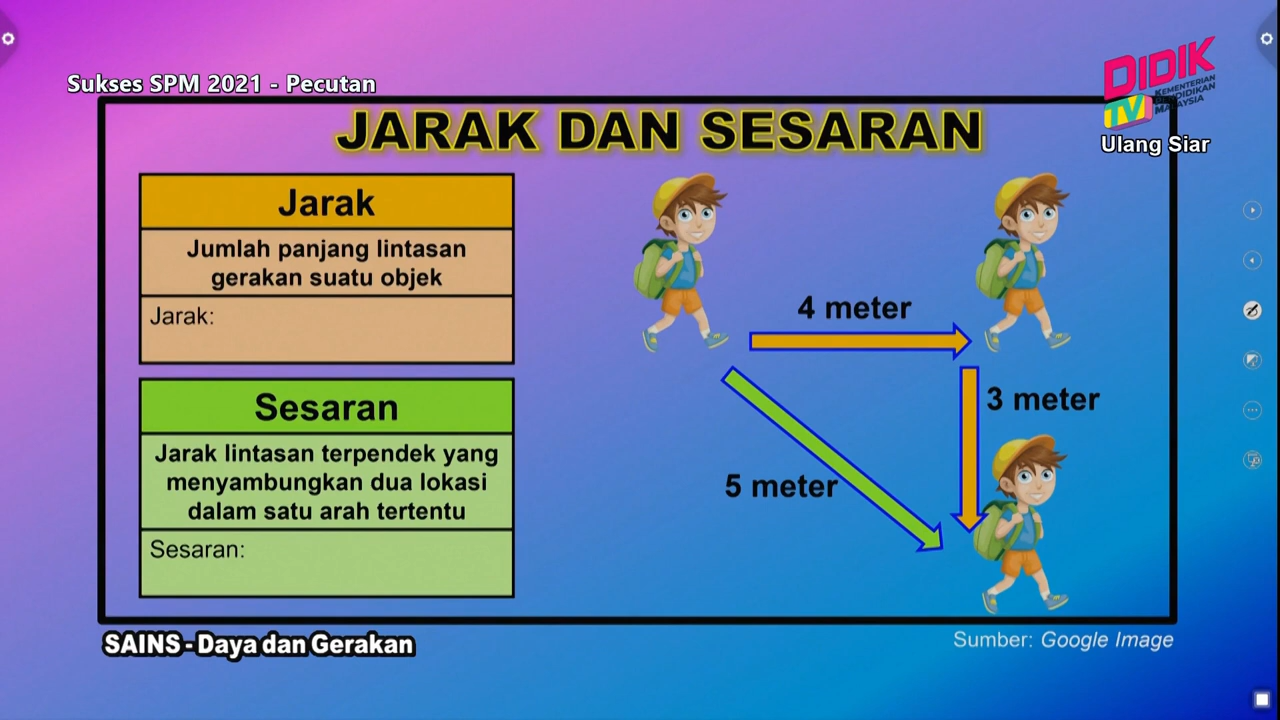 Sukses SPM 2021 - Pecutan
DIDIK
TV
KEMENTERIAN
PENDIDIKAN
MALAYSIA
Ulang Siar
JARAK DAN SESARAN
Jarak
Jumlah panjang lintasan
gerakan suatu objek
Jarak:
Sesaran
Jarak lintasan terpendek yang
menyambungkan dua lokasi
dalam satu arah tertentu
Sesaran:
4 meter
3 meter
5 meter
SAINS - Daya dan Gerakan
Sumber: Google Image